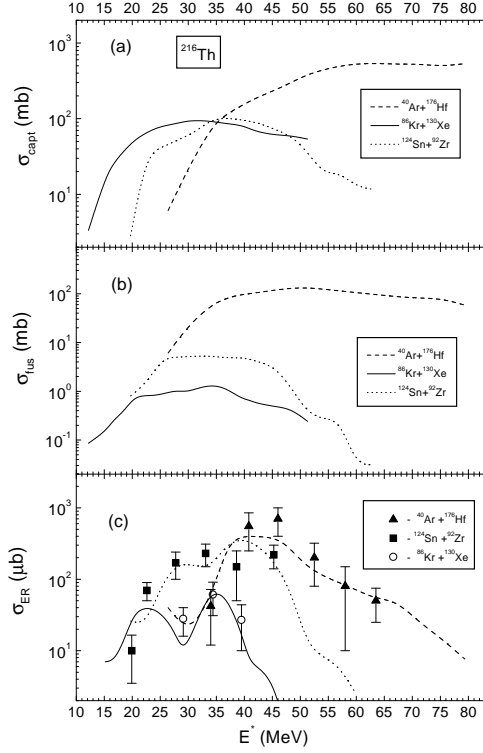 10 15 20 25 30 35 40 45 50 55 60 65 70 75 80
(a)
²¹⁶Th
σcapt (mb)
10³
10²
10¹
⁴⁰Ar+¹⁷⁶Hf
⁸⁶Kr+¹³⁰Xe
¹²⁴Sn+⁹²Zr
(b)
σfus (mb)
10²
10¹
10⁰
10⁻¹
⁴⁰Ar+¹⁷⁶Hf
⁸⁶Kr+¹³⁰Xe
¹²⁴Sn+⁹²Zr
(c)
σER (μb)
10³
10²
10¹
- ⁴⁰Ar+¹⁷⁶Hf
- ¹²⁴Sn+⁹²Zr
- ⁸⁶Kr+¹³⁰Xe
10 15 20 25 30 35 40 45 50 55 60 65 70 75 80
E* (MeV)